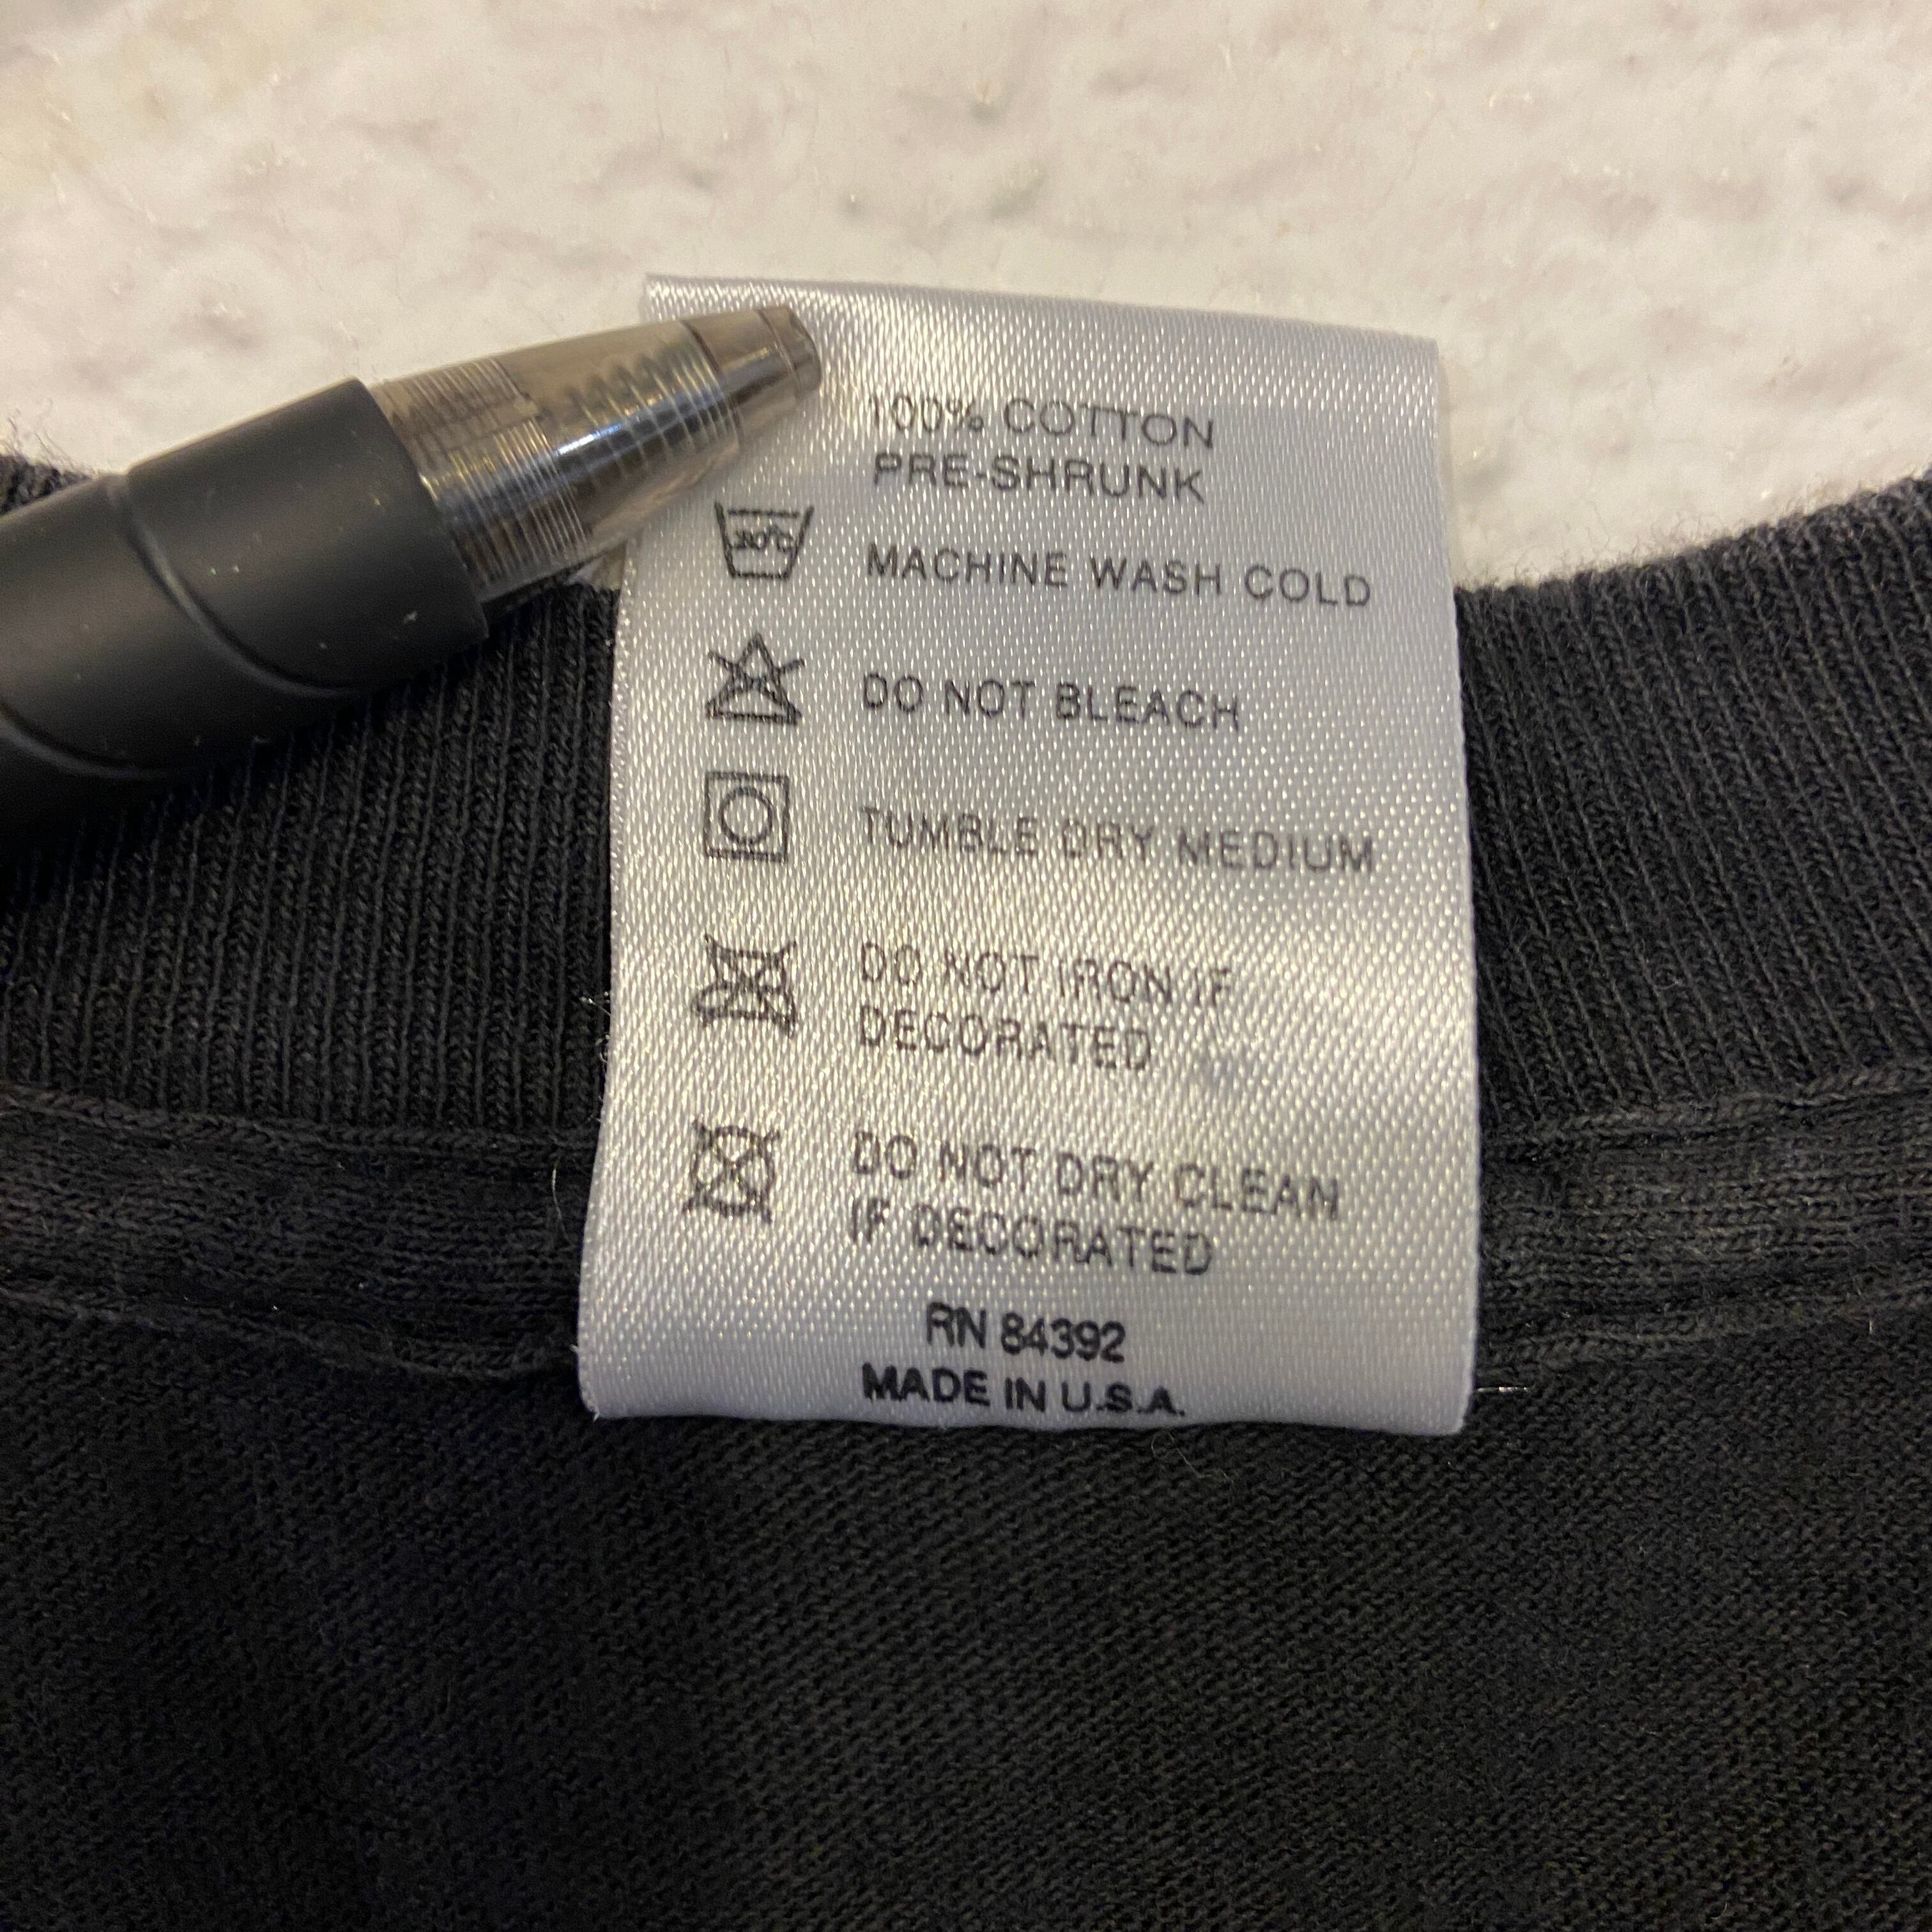 100% COTTON
PRE-SHRUNK
30°C
MACHINE WASH COLD
DO NOT BLEACH
TUMBLE DRY MEDIUM
DO NOT IRON IF
DECORATED
DO NOT DRY CLEAN
IF DECORATED
RN 84392
MADE IN U.S.A.